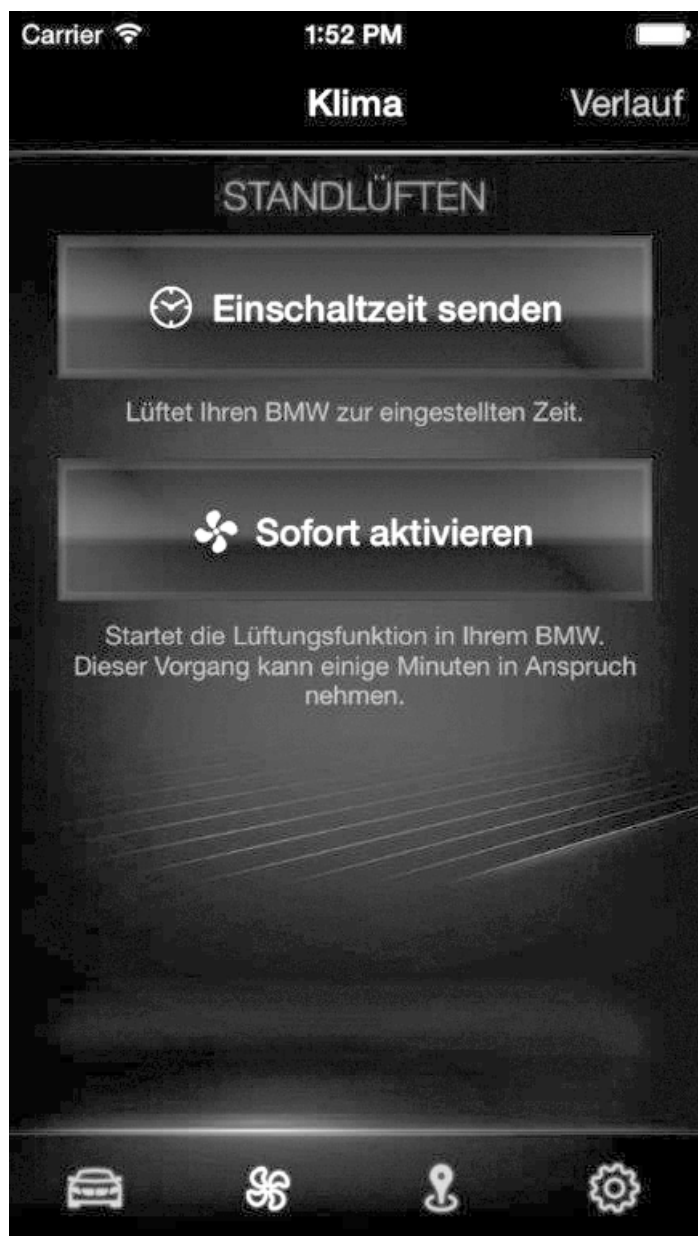 Carrier 1:52 PM
Klima Verlauf
STANDLÜFTEN
Einschaltzeit senden
Lüftet Ihren BMW zur eingestellten Zeit.
Sofort aktivieren
Startet die Lüftungsfunktion in Ihrem BMW.
Dieser Vorgang kann einige Minuten in Anspruch
nehmen.